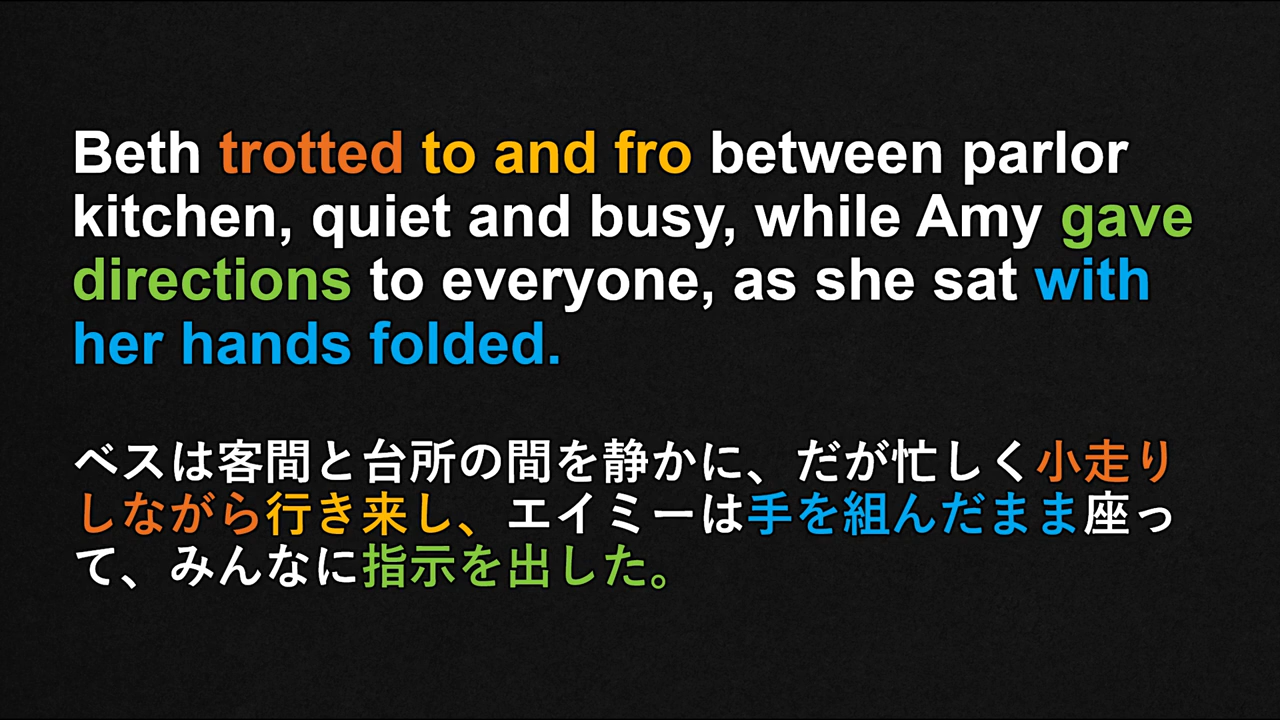 Beth trotted to and fro between parlor
kitchen, quiet and busy, while Amy gave
directions to everyone, as she sat with
her hands folded.
ベスは客間と台所の間を静かに、だが忙しく小走り
しながら行き来し、エイミーは手を組んだまま座っ
て、みんなに指示を出した。